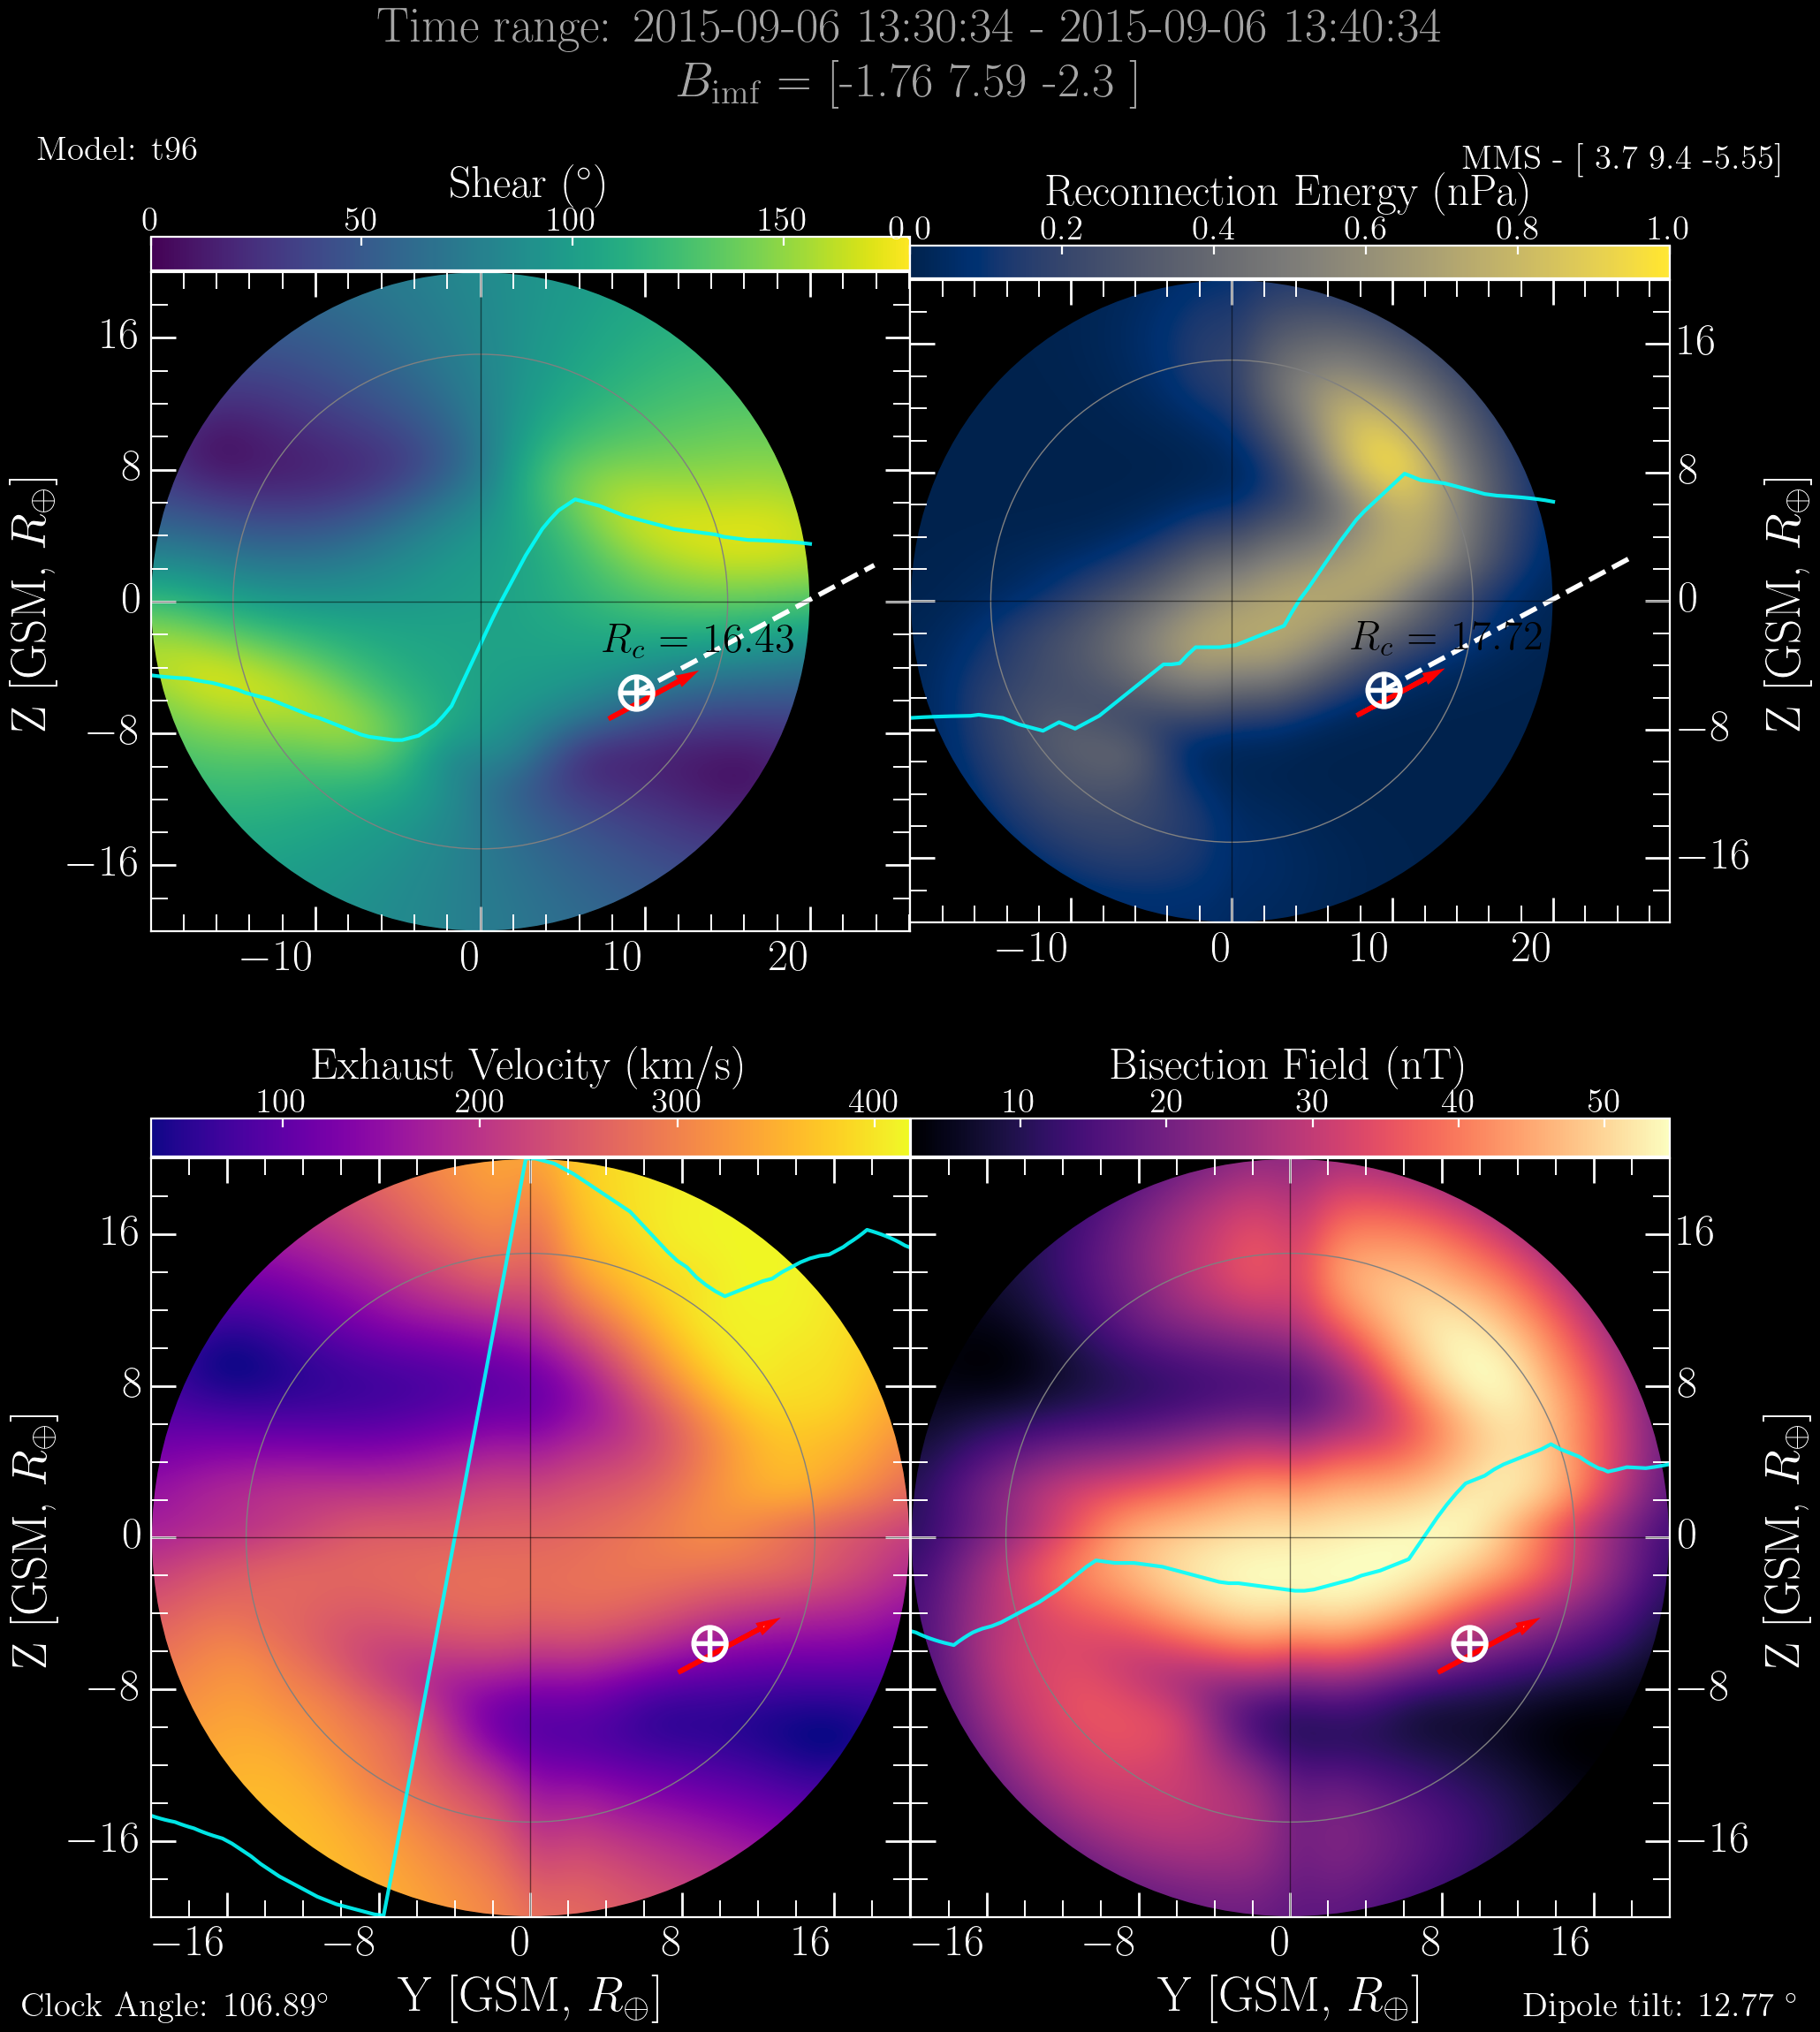 Time range: 2015-09-06 13:30:34 - 2015-09-06 13:40:34
B_imf = [-1.76 7.59 -2.3 ]
Model: t96
MMS - [ 3.7 9.4 -5.55]
Shear (°)
0 50 100 150
Reconnection Energy (nPa)
0.0 0.2 0.4 0.6 0.8 1.0
Z [GSM, R⊕]
16
8
0
−8
−16
R_c = 16.43
−10 0 10 20
R_c = 17.72
16
8
0
−8
−16
Z [GSM, R⊕]
−10 0 10 20
Exhaust Velocity (km/s)
100 200 300 400
Bisection Field (nT)
10 20 30 40 50
Z [GSM, R⊕]
16
8
0
−8
−16
−16 −8 0 8 16
Y [GSM, R⊕]
16
8
0
−8
−16
Z [GSM, R⊕]
−16 −8 0 8 16
Y [GSM, R⊕]
Clock Angle: 106.89°
Dipole tilt: 12.77 °